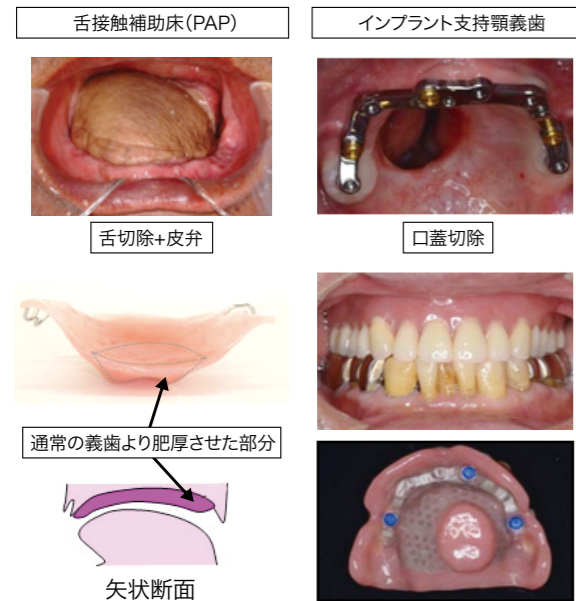 舌接触補助床(PAP)
インプラント支持顎義歯
舌切除+皮弁
口蓋切除
通常の義歯より肥厚させた部分
矢状断面